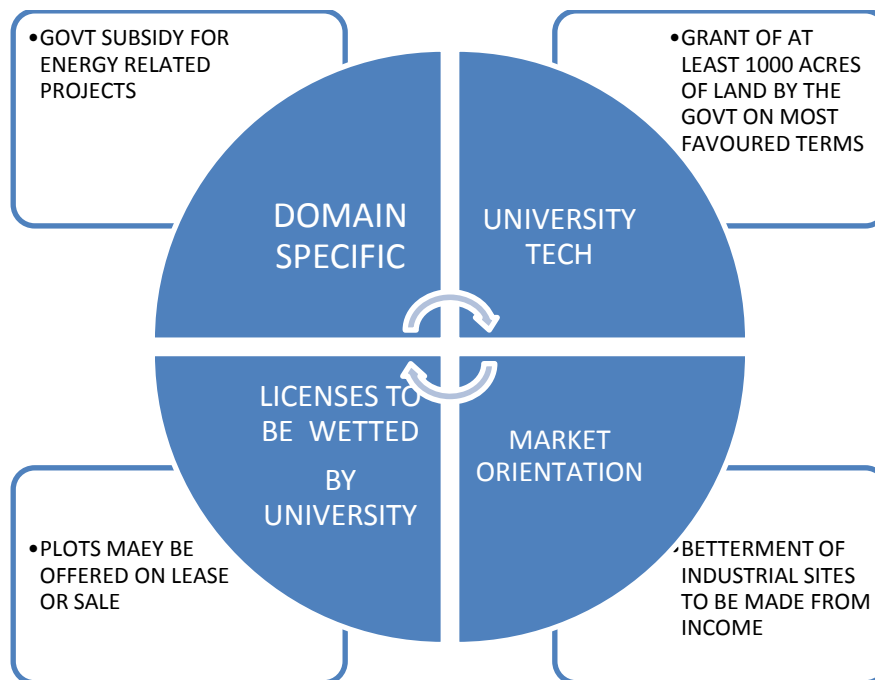 •GOVT SUBSIDY FOR
ENERGY RELATED
PROJECTS
•GRANT OF AT
LEAST 1000 ACRES
OF LAND BY THE
GOVT ON MOST
FAVOURED TERMS
DOMAIN
SPECIFIC
UNIVERSITY
TECH
LICENSES TO
BE WETTED
BY
UNIVERSITY
MARKET
ORIENTATION
•PLOTS MAEY BE
OFFERED ON LEASE
OR SALE
•BETTERMENT OF
INDUSTRIAL SITES
TO BE MADE FROM
INCOME